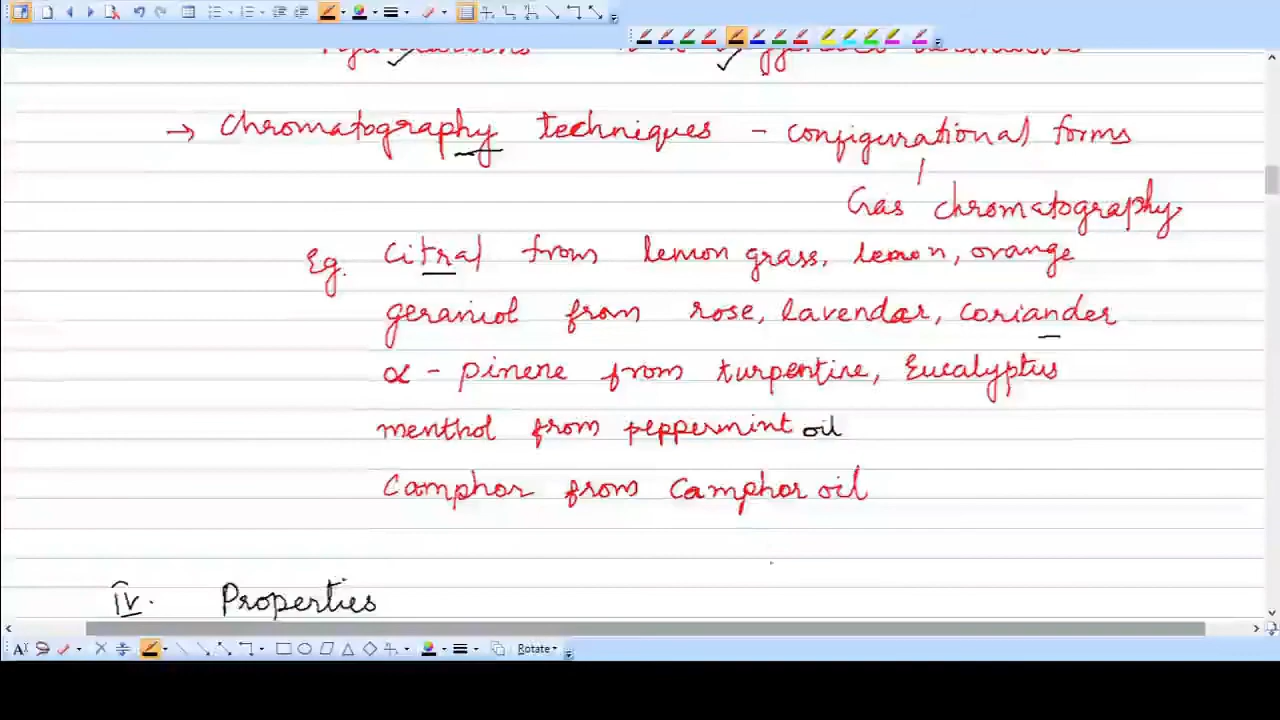 → Chromatography techniques - configurational forms
Gas chromatography
Eg. Citral from lemon grass, lemon, orange
geraniol from rose, lavendar, coriander
α - pinene from turpentine, Eucalyptus
menthol from peppermint oil
Camphor from Camphor oil
IV. Properties
Rotate